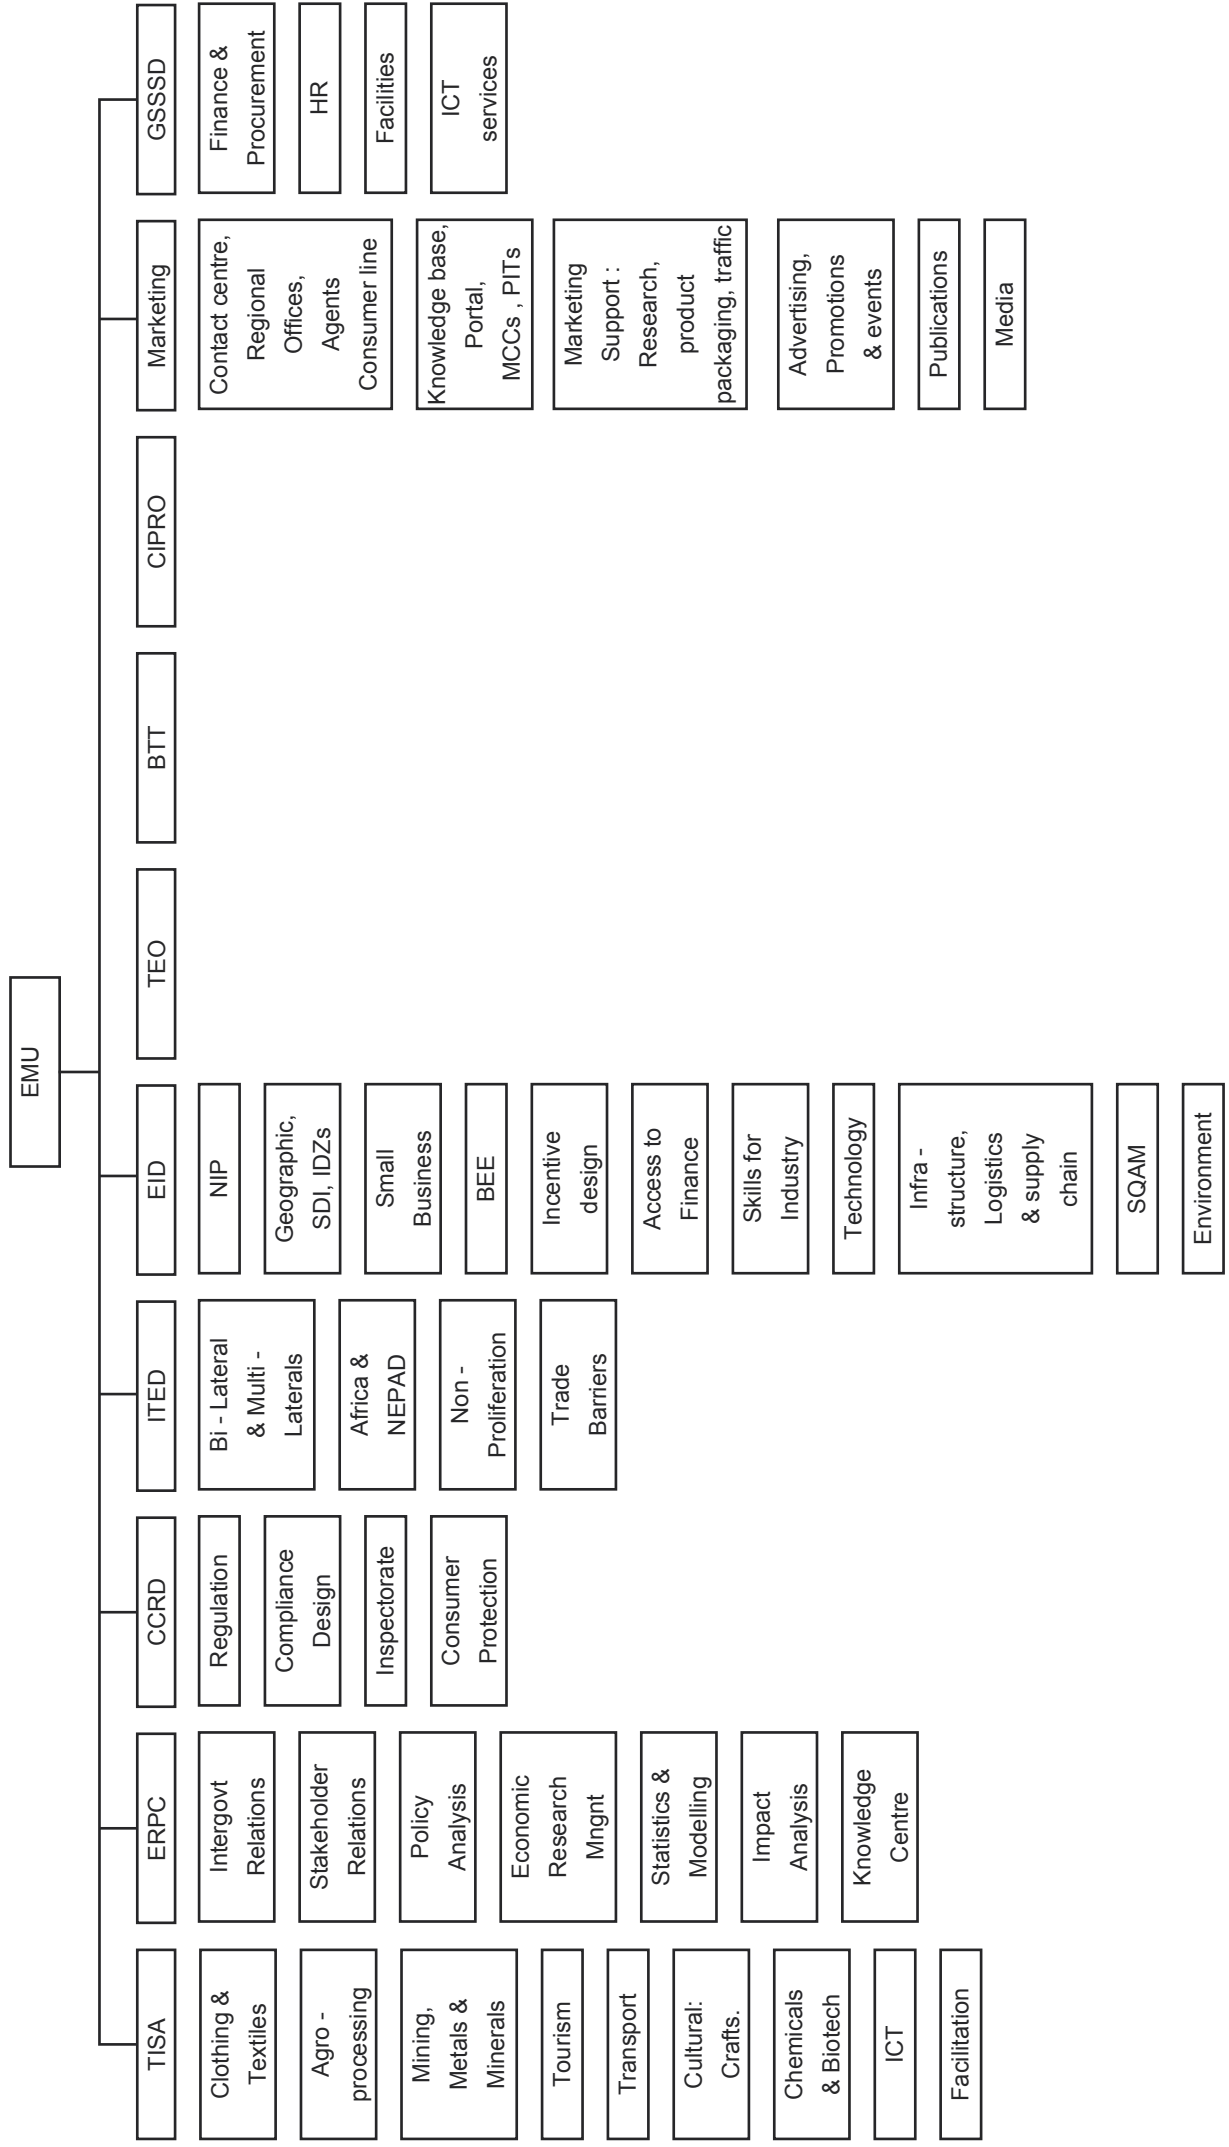 EMU
TISA
ERPC
CCRD
ITED
EID
TEO
BTT
CIPRO
Marketing
GSSSD
Clothing &
Textiles
Agro -
processing
Mining,
Metals &
Minerals
Tourism
Transport
Cultural:
Crafts.
Chemicals
& Biotech
ICT
Facilitation
Intergovt
Relations
Stakeholder
Relations
Policy
Analysis
Economic
Research
Mngnt
Statistics &
Modelling
Impact
Analysis
Knowledge
Centre
Regulation
Compliance
Design
Inspectorate
Consumer
Protection
Bi - Lateral
& Multi -
Laterals
Africa &
NEPAD
Non -
Proliferation
Trade
Barriers
NIP
Geographic,
SDI, IDZs
Small
Business
BEE
Incentive
design
Access to
Finance
Skills for
Industry
Technology
Infra -
structure,
Logistics
& supply
chain
SQAM
Environment
Contact centre,
Regional
Offices,
Agents
Consumer line
Knowledge base,
Portal,
MCCs , PITs
Marketing
Support :
Research,
product
packaging, traffic
Advertising,
Promotions
& events
Publications
Media
Finance &
Procurement
HR
Facilities
ICT
services